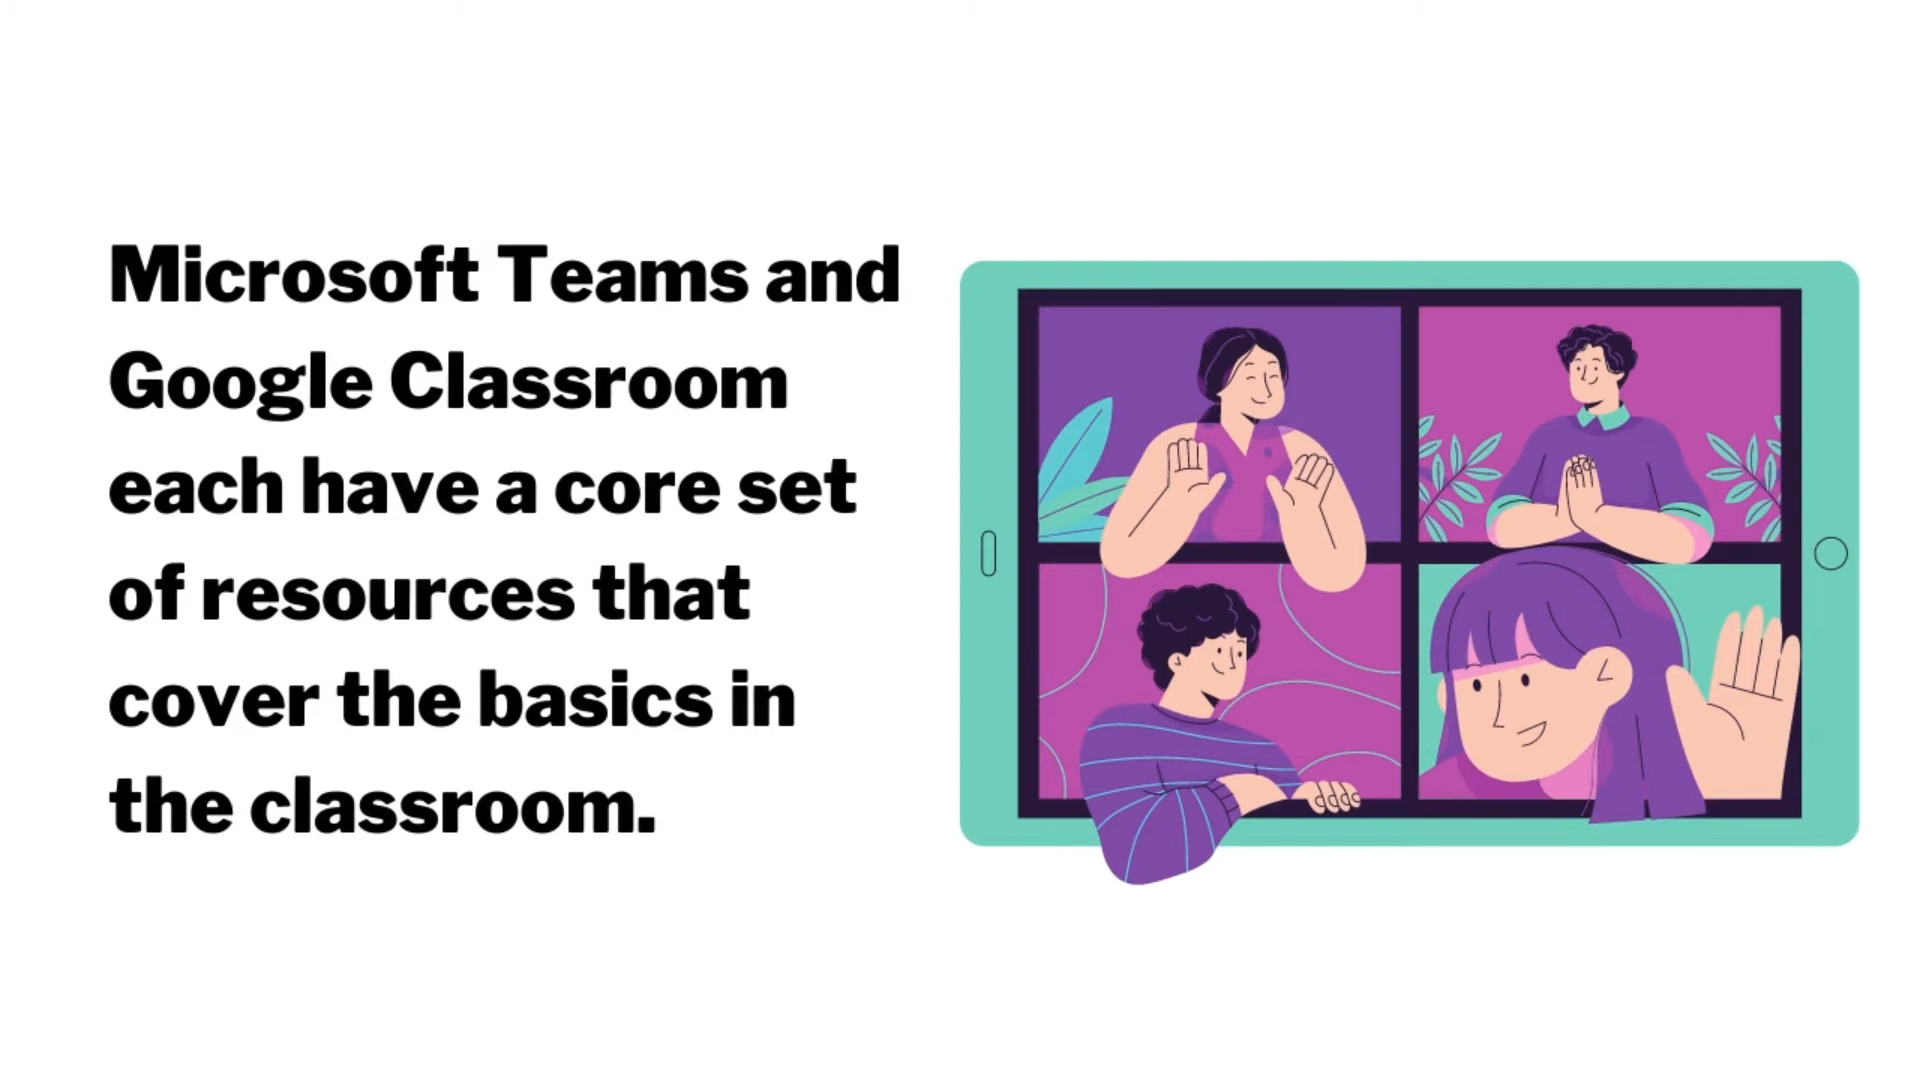 Microsoft Teams and
Google Classroom
each have a core set
of resources that
cover the basics in
the classroom.